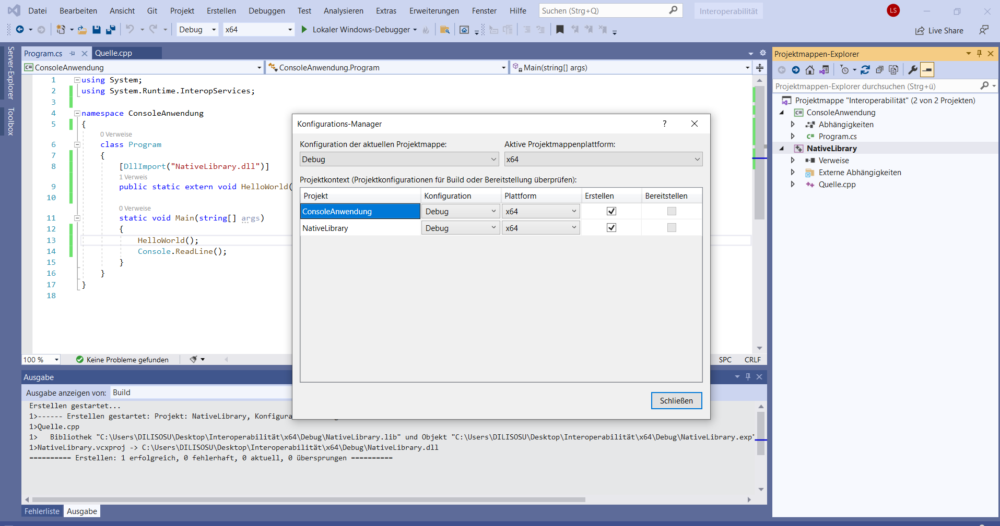 Datei Bearbeiten Ansicht Git Projekt Erstellen Debuggen Test Analysieren Extras Erweiterungen Fenster Hilfe Suchen (Strg+Q) Interoperabilität LS
Debug x64 Lokaler Windows-Debugger Live Share
Server-Explorer
Toolbox
Program.cs Quelle.cpp
C# ConsoleAnwendung ConsoleAnwendung.Program Main(string[] args)
1 using System;
2 using System.Runtime.InteropServices;
3
4 namespace ConsoleAnwendung
5 {
0 Verweise
6 class Program
7 {
8 [DllImport("NativeLibrary.dll")]
1 Verweis
9 public static extern void HelloWorld(
10
0 Verweise
11 static void Main(string[] args)
12 {
13 HelloWorld();
14 Console.ReadLine();
15 }
16 }
17 }
18
100 % Keine Probleme gefunden SPC CRLF
Konfigurations-Manager ?
Konfiguration der aktuellen Projektmappe: Aktive Projektmappenplattform:
Debug x64
Projektkontext (Projektkonfigurationen für Build oder Bereitstellung überprüfen):
Projekt Konfiguration Plattform Erstellen Bereitstellen
ConsoleAnwendung Debug x64
NativeLibrary Debug x64
Schließen
Ausgabe
Ausgabe anzeigen von: Build
Erstellen gestartet...
1>------ Erstellen gestartet: Projekt: NativeLibrary, Konfigura
1>Quelle.cpp
1> Bibliothek "C:\Users\DILISOSU\Desktop\Interoperabilität\x64\Debug\NativeLibrary.lib" und Objekt "C:\Users\DILISOSU\Desktop\Interoperabilität\x64\Debug\NativeLibrary.exp"
1>NativeLibrary.vcxproj -> C:\Users\DILISOSU\Desktop\Interoperabilität\x64\Debug\NativeLibrary.dll
========== Erstellen: 1 erfolgreich, 0 fehlerhaft, 0 aktuell, 0 übersprungen ==========
Fehlerliste Ausgabe
Projektmappen-Explorer
Projektmappen-Explorer durchsuchen (Strg+ü)
Projektmappe "Interoperabilität" (2 von 2 Projekten)
C# ConsoleAnwendung
Abhängigkeiten
C# Program.cs
NativeLibrary
Verweise
Externe Abhängigkeiten
Quelle.cpp